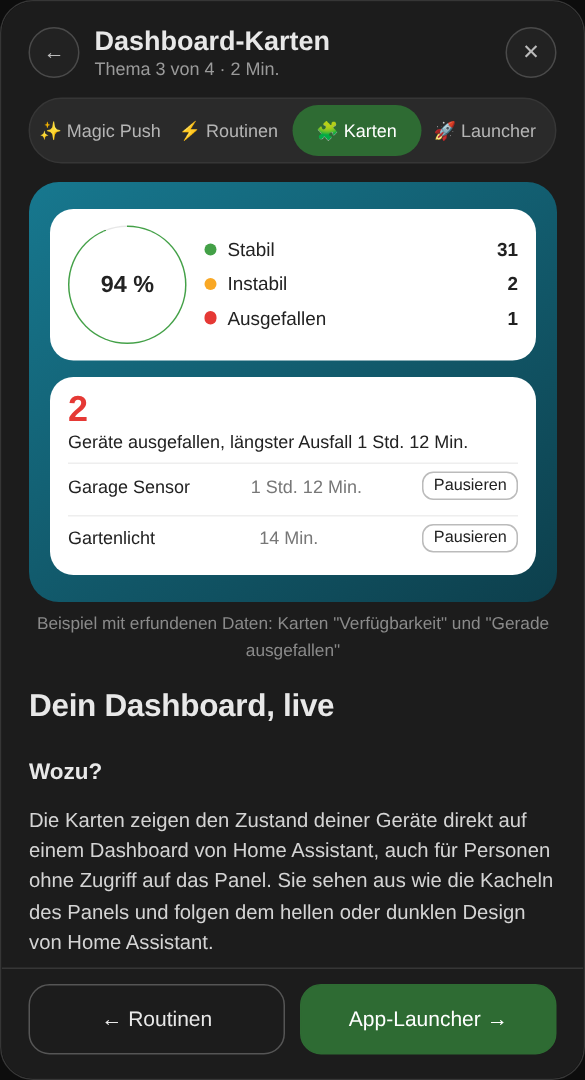 ←
Dashboard-Karten
✕
Thema 3 von 4 · 2 Min.
✨ Magic Push ⚡ Routinen 🧩 Karten 🚀 Launcher
94 %
Stabil 31
Instabil 2
Ausgefallen 1
2
Geräte ausgefallen, längster Ausfall 1 Std. 12 Min.
Garage Sensor 1 Std. 12 Min. Pausieren
Gartenlicht 14 Min. Pausieren
Beispiel mit erfundenen Daten: Karten "Verfügbarkeit" und "Gerade
ausgefallen"
Dein Dashboard, live
Wozu?
Die Karten zeigen den Zustand deiner Geräte direkt auf
einem Dashboard von Home Assistant, auch für Personen
ohne Zugriff auf das Panel. Sie sehen aus wie die Kacheln
des Panels und folgen dem hellen oder dunklen Design
von Home Assistant.
← Routinen App-Launcher →